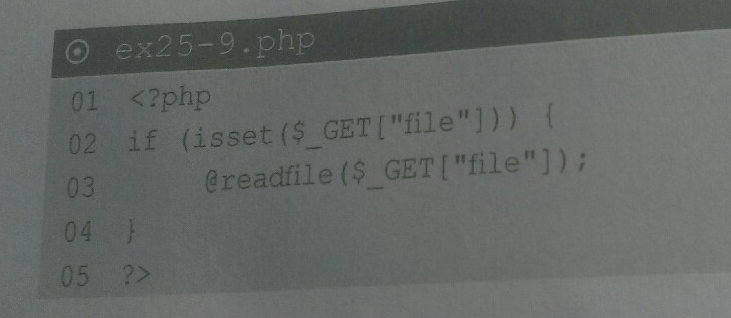 ex25-9.php
01 <?php
02 if (isset($_GET["file"])) {
03 @readfile($_GET["file"]);
04 }
05 ?>